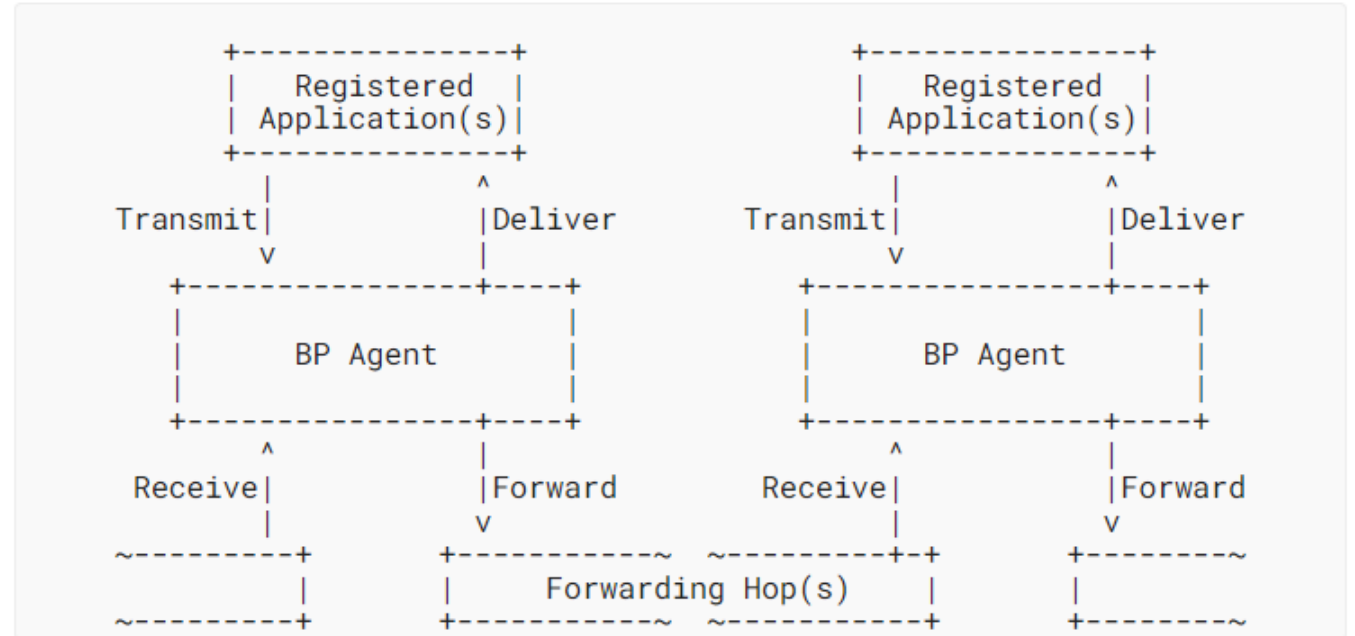 Registered Registered
Application(s) Application(s)
Transmit Deliver Transmit Deliver
BP Agent BP Agent
Receive Forward Receive Forward
Forwarding Hop(s)